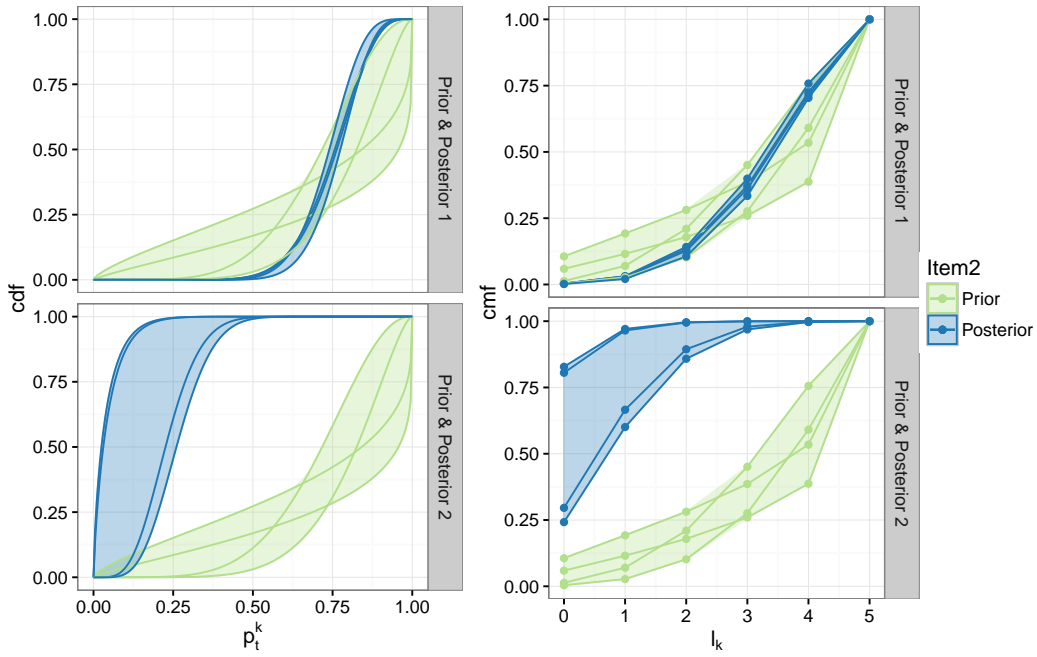 1.00
0.75
0.50
0.25
0.00
Prior & Posterior 1
1.00
0.75
0.50
0.25
0.00
Prior & Posterior 2
cdf
0.00 0.25 0.50 0.75 1.00
p_t^k
1.00
0.75
0.50
0.25
0.00
Prior & Posterior 1
1.00
0.75
0.50
0.25
0.00
Prior & Posterior 2
cmf
0 1 2 3 4 5
l_k
Item2
Prior
Posterior